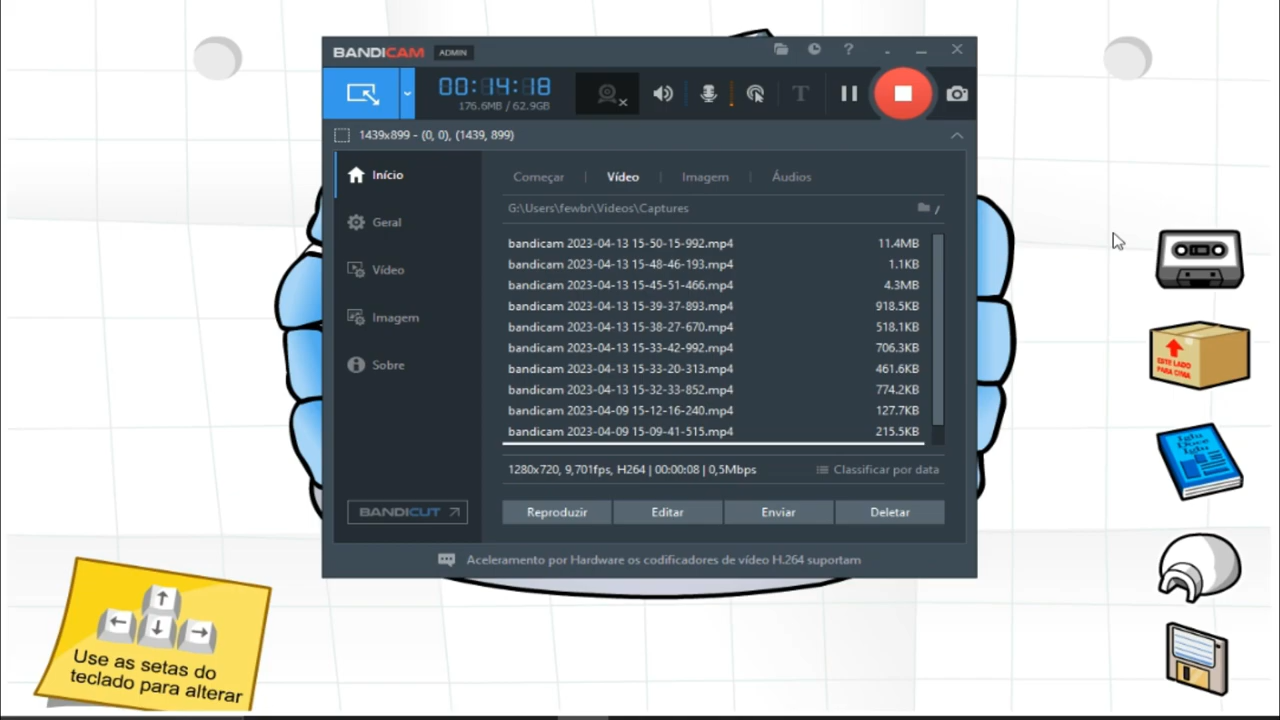 BANDICAM ADMIN
00:14:18
176.6MB / 62.9GB
1439x899 - (0, 0), (1439, 899)
Início
Geral
Vídeo
Imagem
Sobre
BANDICUT
Começar | Vídeo | Imagem | Áudios
G:\Users\fewbr\Videos\Captures
bandicam 2023-04-13 15-50-15-992.mp4 11.4MB
bandicam 2023-04-13 15-48-46-193.mp4 1.1KB
bandicam 2023-04-13 15-45-51-466.mp4 4.3MB
bandicam 2023-04-13 15-39-37-893.mp4 918.5KB
bandicam 2023-04-13 15-38-27-670.mp4 518.1KB
bandicam 2023-04-13 15-33-42-992.mp4 706.3KB
bandicam 2023-04-13 15-33-20-313.mp4 461.6KB
bandicam 2023-04-13 15-32-33-852.mp4 774.2KB
bandicam 2023-04-09 15-12-16-240.mp4 127.7KB
bandicam 2023-04-09 15-09-41-515.mp4 215.5KB
1280x720, 9,701fps, H264 | 00:00:08 | 0,5Mbps
Classificar por data
Reproduzir Editar Enviar Deletar
Aceleramento por Hardware os codificadores de vídeo H.264 suportam
ESTE LADO
PARA CIMA
Iglu
Doce
Iglu
Use as setas do
teclado para alterar